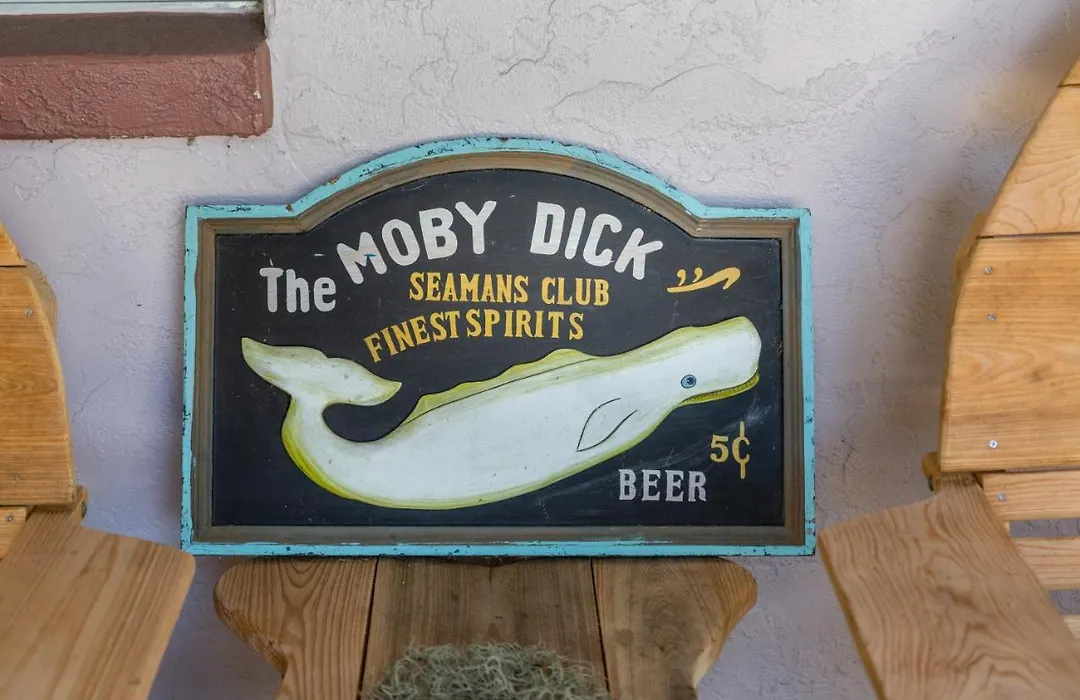 The MOBY DICK
SEAMANS CLUB
FINEST SPIRITS
5¢
BEER